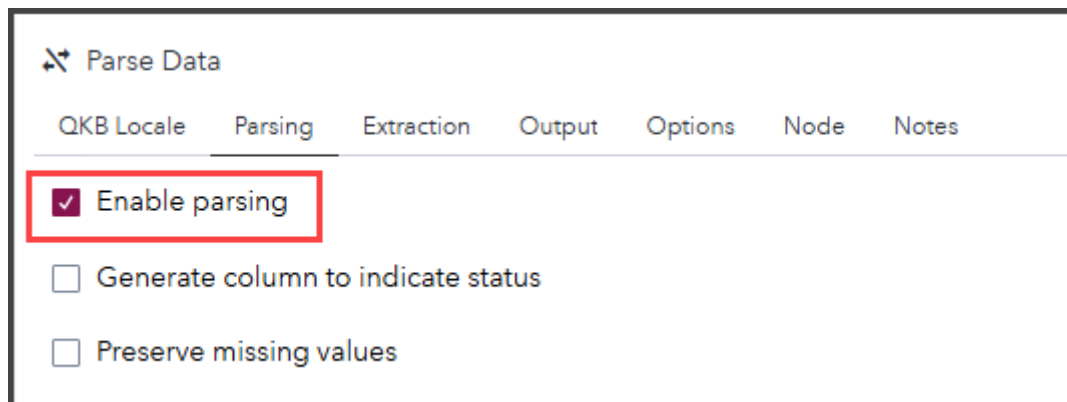 Parse Data
QKB Locale Parsing Extraction Output Options Node Notes
Enable parsing
Generate column to indicate status
Preserve missing values